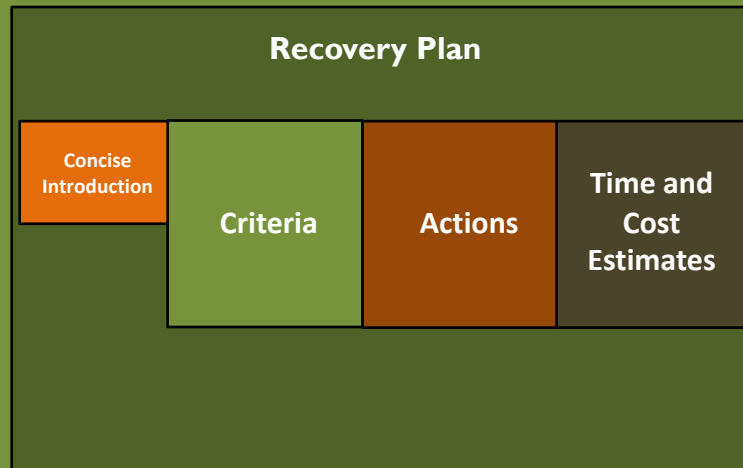 Recovery Plan
Concise
Introduction
Criteria
Actions
Time and
Cost
Estimates